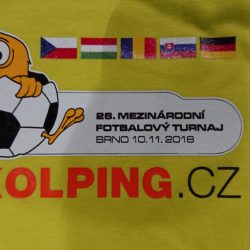 26. MEZINÁRODNÍ
FOTBALOVÝ TURNAJ
BRNO 10.11.2018
KOLPING.CZ